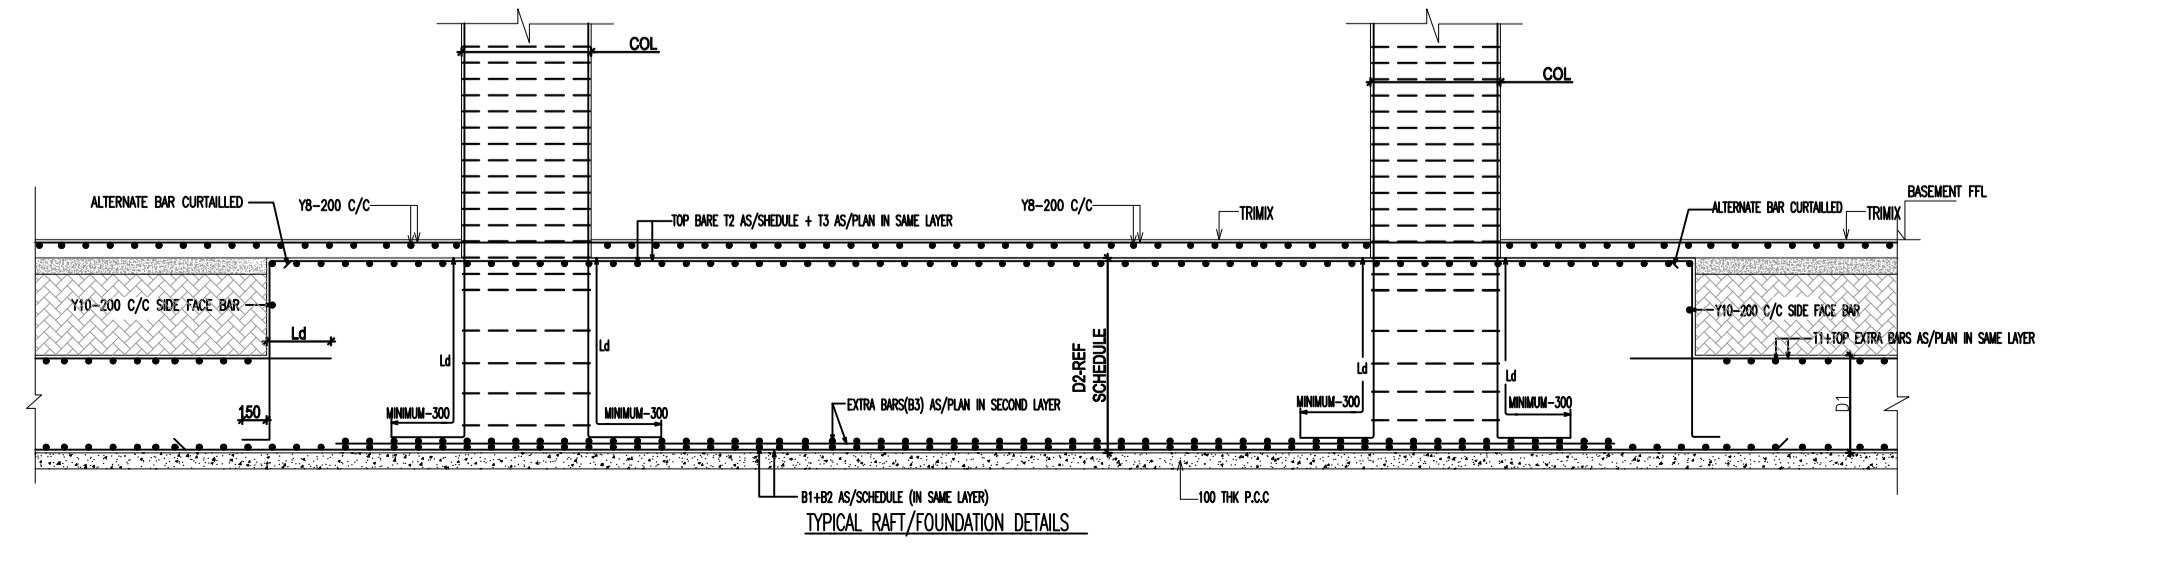 COL
COL
BASEMENT FFL
ALTERNATE BAR CURTAILLED
Y8-200 C/C
TOP BARE T2 AS/SHEDULE + T3 AS/PLAN IN SAME LAYER
Y8-200 C/C
TRIMIX
ALTERNATE BAR CURTAILLED
TRIMIX
Y10-200 C/C SIDE FACE BAR
Y10-200 C/C SIDE FACE BAR
Ld
Ld
Ld
D2-REF
SCHEDULE
Ld
Ld
T1+TOP EXTRA BARS AS/PLAN IN SAME LAYER
150
MINIMUM-300
MINIMUM-300
EXTRA BARS(B3) AS/PLAN IN SECOND LAYER
MINIMUM-300
MINIMUM-300
D1
B1+B2 AS/SCHEDULE (IN SAME LAYER)
100 THK P.C.C
TYPICAL RAFT/FOUNDATION DETAILS